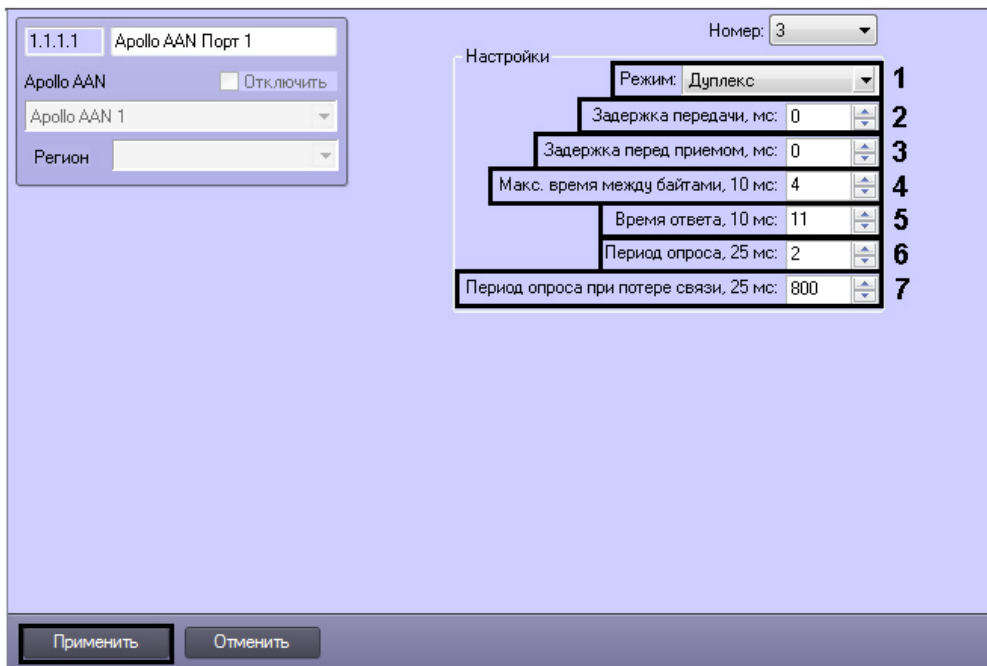 1.1.1.1 Apollo AAN Порт 1
Apollo AAN Отключить
Apollo AAN 1
Регион
Номер: 3
Настройки
Режим: Дуплекс 1
Задержка передачи, мс: 0 2
Задержка перед приемом, мс: 0 3
Макс. время между байтами, 10 мс: 4 4
Время ответа, 10 мс: 11 5
Период опроса, 25 мс: 2 6
Период опроса при потере связи, 25 мс: 800 7
Применить Отменить